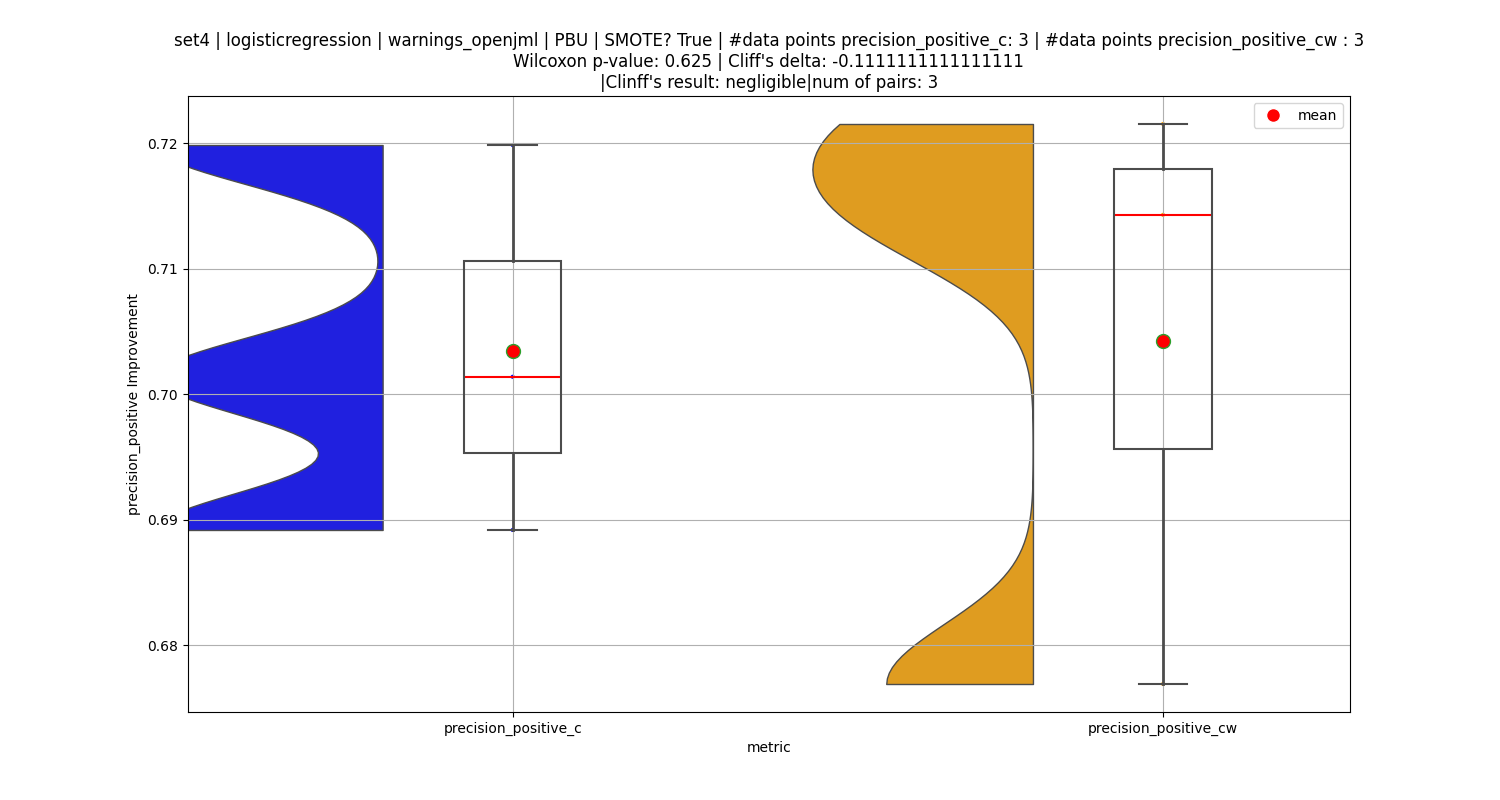 set4 | logisticregression | warnings_openjml | PBU | SMOTE? True | #data points precision_positive_c: 3 | #data points precision_positive_cw : 3
Wilcoxon p-value: 0.625 | Cliff's delta: -0.1111111111111111
|Clinff's result: negligible|num of pairs: 3
mean
0.72
0.71
0.70
0.69
0.68
precision_positive Improvement
precision_positive_c
precision_positive_cw
metric